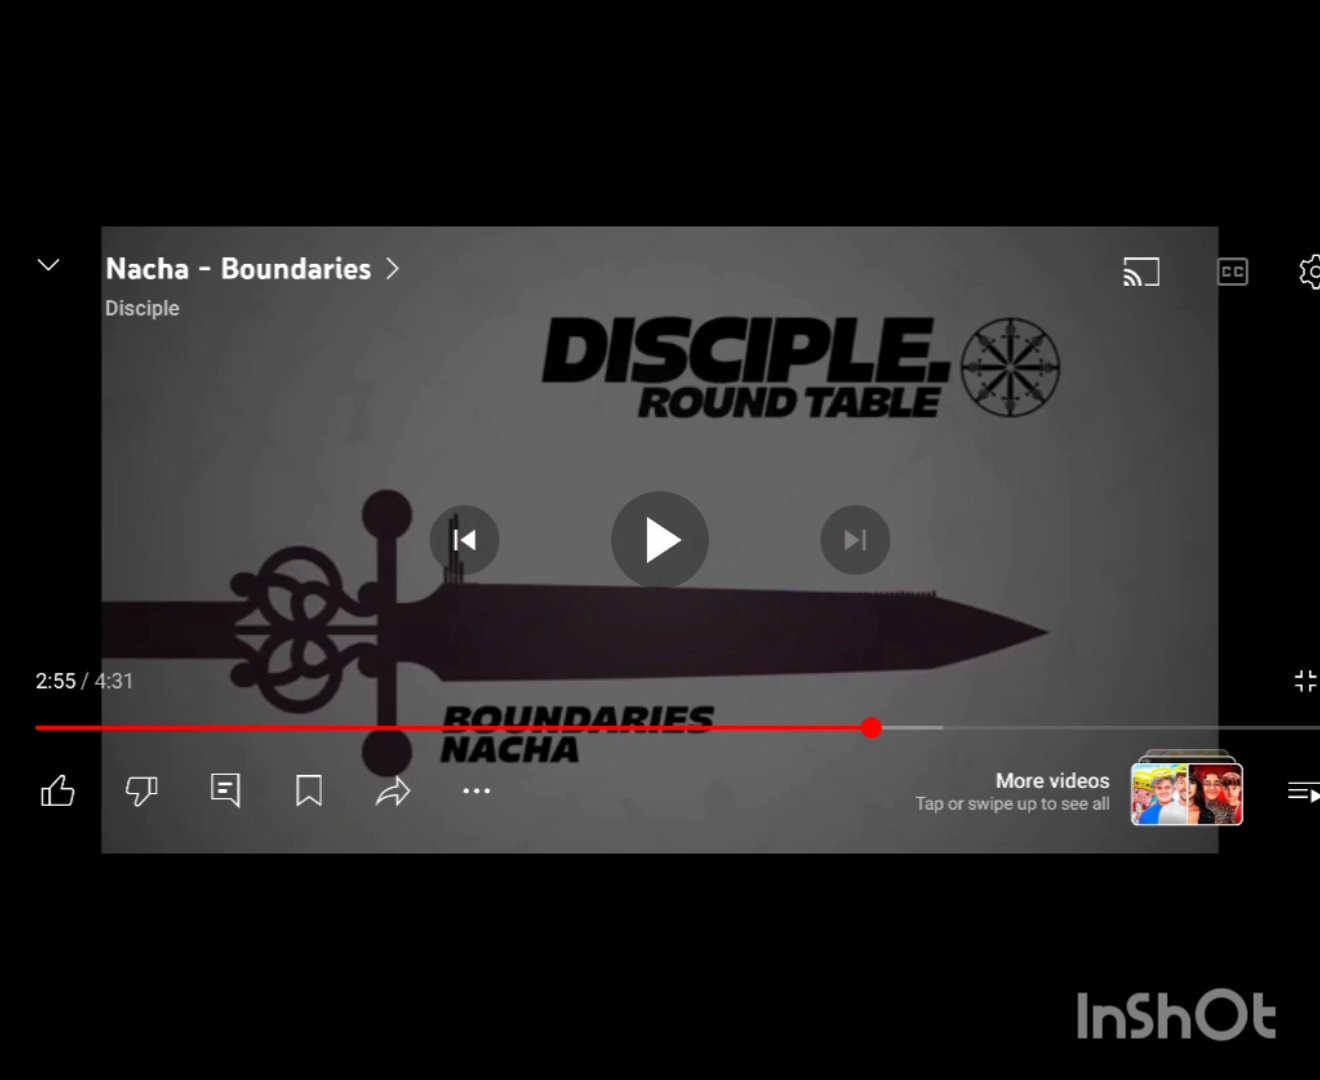 Nacha - Boundaries
Disciple
CC
DISCIPLE.
ROUND TABLE
2:55 / 4:31
BOUNDARIES
NACHA
More videos
Tap or swipe up to see all
InShOt